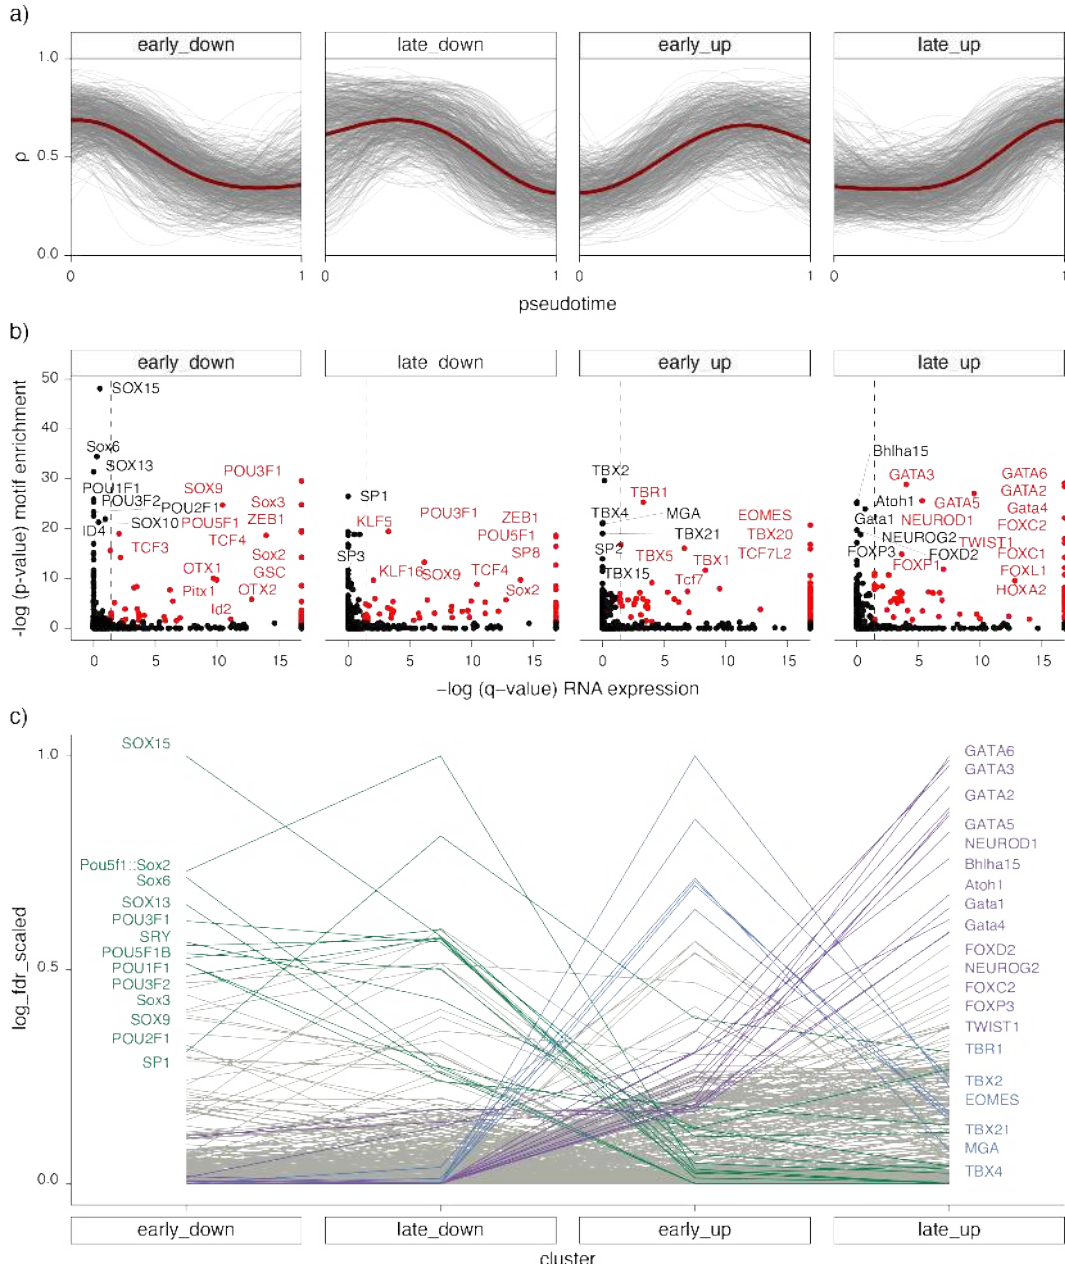 a)
early_down
late_down
early_up
late_up
1.0
0.5
0.0
ρ
0
1
0
1
0
1
0
1
pseudotime
b)
early_down
late_down
early_up
late_up
-log (p-value) motif enrichment
50
40
30
20
10
0
SOX15
Sox6
SOX13
POU3F1
POU1F1
SOX9
POU3F2
POU2F1
Sox3
ID4
SOX10
POU5F1
ZEB1
TCF3
TCF4
Sox2
OTX1
GSC
Pitx1
OTX2
Id2
SP1
KLF5
POU3F1
ZEB1
POU5F1
SP3
SP8
KLF16
SOX9
TCF4
Sox2
TBX2
TBR1
TBX4
MGA
EOMES
TBX21
TBX20
SP2
TBX5
TBX1
TCF7L2
TBX15
Tcf7
Bhlha15
GATA3
GATA6
GATA2
Atoh1
GATA5
Gata4
Gata1
NEUROD1
FOXC2
NEUROG2
TWIST1
FOXP3
FOXD2
FOXC1
FOXP1
FOXL1
HOXA2
0 5 10 15
0 5 10 15
0 5 10 15
0 5 10 15
−log (q-value) RNA expression
c)
log_fdr_scaled
1.0
0.5
0.0
SOX15
Pou5f1::Sox2
Sox6
SOX13
POU3F1
SRY
POU5F1B
POU1F1
POU3F2
Sox3
SOX9
POU2F1
SP1
GATA6
GATA3
GATA2
GATA5
NEUROD1
Bhlha15
Atoh1
Gata1
Gata4
FOXD2
NEUROG2
FOXC2
FOXP3
TWIST1
TBR1
TBX2
EOMES
TBX21
MGA
TBX4
early_down
late_down
early_up
late_up
cluster